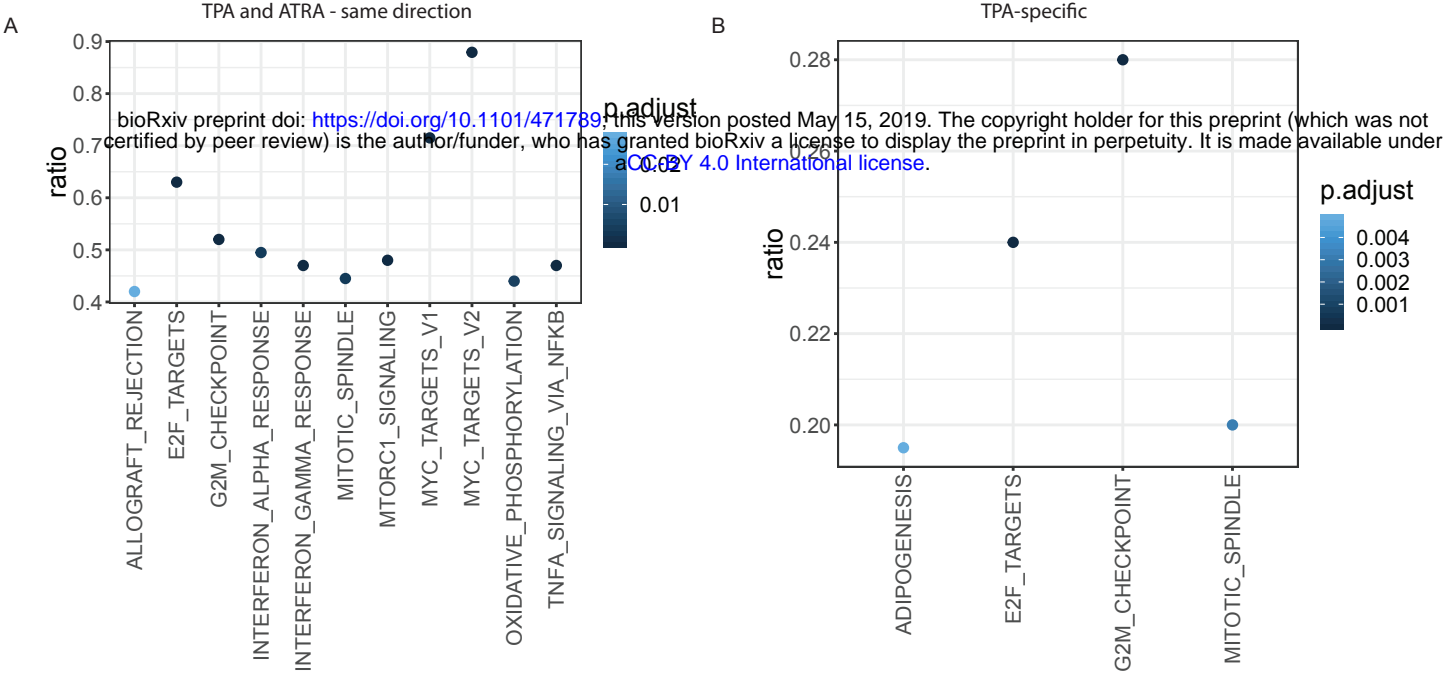 TPA and ATRA - same direction
TPA-specific
A
B
0.9
0.8
0.7
0.6
0.5
0.4
ratio
ALLOGRAFT_REJECTION
E2F_TARGETS
G2M_CHECKPOINT
INTERFERON_ALPHA_RESPONSE
INTERFERON_GAMMA_RESPONSE
MITOTIC_SPINDLE
MTORC1_SIGNALING
MYC_TARGETS_V1
MYC_TARGETS_V2
OXIDATIVE_PHOSPHORYLATION
TNFA_SIGNALING_VIA_NFKB
p.adjust
0.02
0.01
0.28
0.26
0.24
0.22
0.20
ratio
ADIPOGENESIS
E2F_TARGETS
G2M_CHECKPOINT
MITOTIC_SPINDLE
p.adjust
0.004
0.003
0.002
0.001
bioRxiv preprint doi: https://doi.org/10.1101/471789; this version posted May 15, 2019. The copyright holder for this preprint (which was not
certified by peer review) is the author/funder, who has granted bioRxiv a license to display the preprint in perpetuity. It is made available under
aCC-BY 4.0 International license.